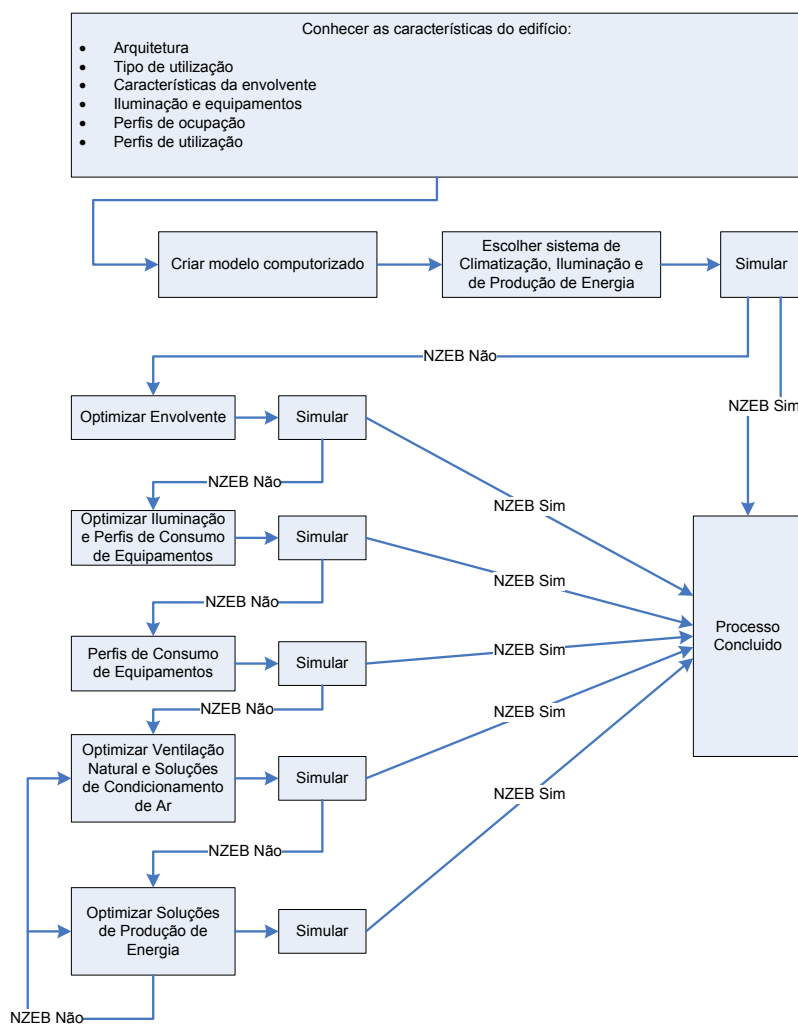 Conhecer as características do edifício:
• Arquitetura
• Tipo de utilização
• Características da envolvente
• Iluminação e equipamentos
• Perfis de ocupação
• Perfis de utilização
Criar modelo computorizado
Escolher sistema de
Climatização, Iluminação e
de Produção de Energia
Simular
NZEB Não
NZEB Sim
Optimizar Envolvente
Simular
NZEB Não
NZEB Sim
Optimizar Iluminação
e Perfis de Consumo
de Equipamentos
Simular
NZEB Sim
NZEB Não
Perfis de Consumo
de Equipamentos
Simular
NZEB Sim
Processo
Concluido
NZEB Não
NZEB Sim
Optimizar Ventilação
Natural e Soluções
de Condicionamento
de Ar
Simular
NZEB Sim
NZEB Não
Optimizar Soluções
de Produção de
Energia
Simular
NZEB Não